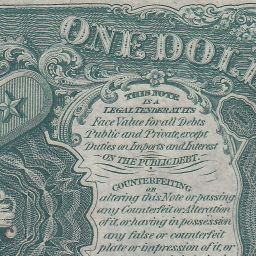 ONE DOLL
THIS NOTE
IS A
LEGAL TENDER AT ITS
Face Value for all Debts
Public and Private, except
Duties on Imports and Interest
ON THE PUBLIC DEBT.
COUNTERFEITING
or
altering this Note or passing
any Counterfeit or Alteration
of it, or having in possession
any false or counterfeit
plate or impression of it, or